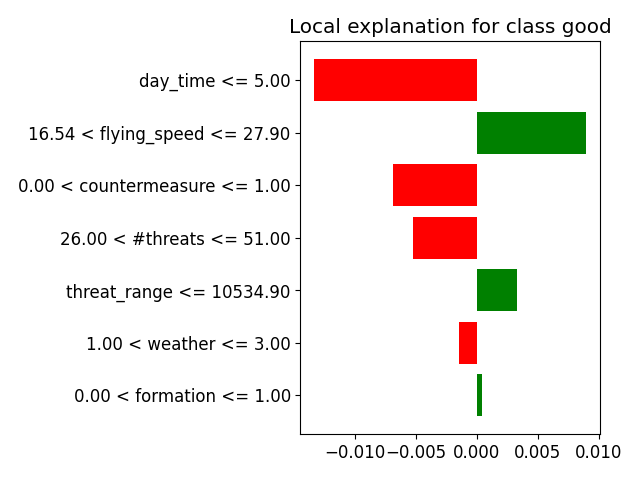 Local explanation for class good
day_time <= 5.00
16.54 < flying_speed <= 27.90
0.00 < countermeasure <= 1.00
26.00 < #threats <= 51.00
threat_range <= 10534.90
1.00 < weather <= 3.00
0.00 < formation <= 1.00
−0.010 −0.005 0.000 0.005 0.010